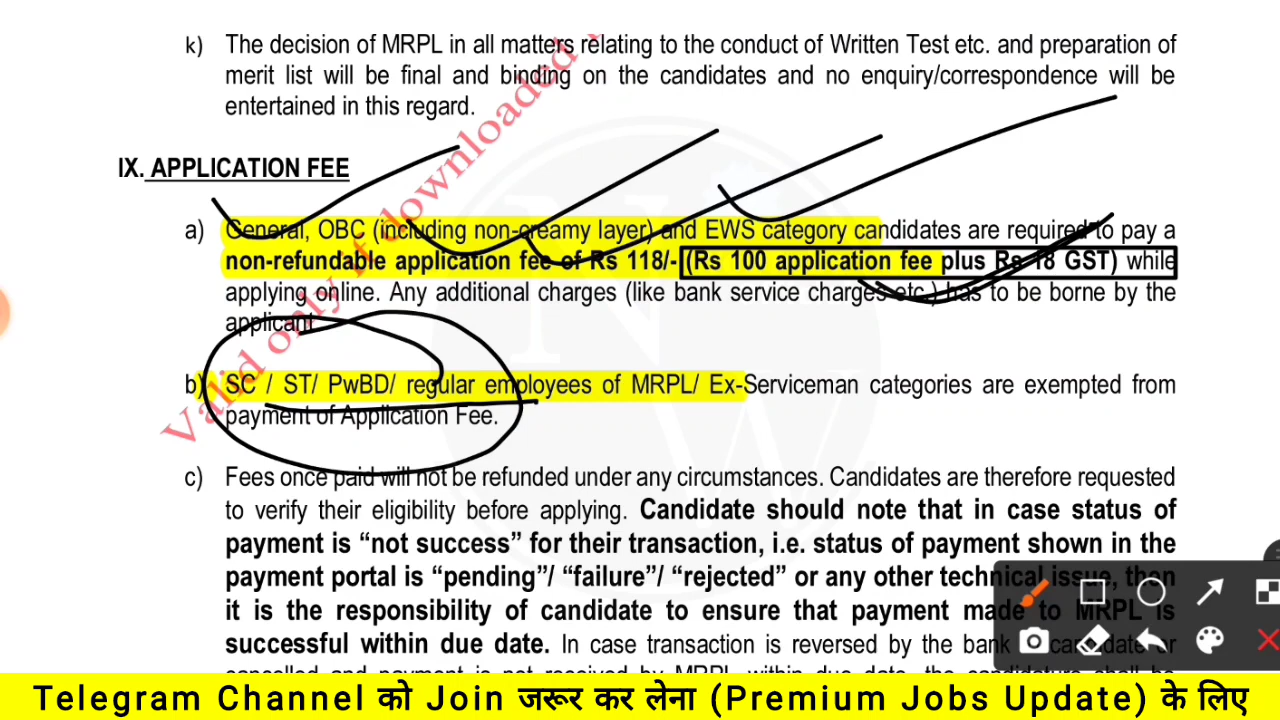 k) The decision of MRPL in all matters relating to the conduct of Written Test etc. and preparation of
merit list will be final and binding on the candidates and no enquiry/correspondence will be
entertained in this regard.
IX. APPLICATION FEE
a) General, OBC (including non-creamy layer) and EWS category candidates are required to pay a
non-refundable application fee of Rs 118/- (Rs 100 application fee plus Rs 18 GST) while
applying online. Any additional charges (like bank service charges etc.) has to be borne by the
applicant
b) SC / ST/ PwBD/ regular employees of MRPL/ Ex-Serviceman categories are exempted from
payment of Application Fee.
c) Fees once paid will not be refunded under any circumstances. Candidates are therefore requested
to verify their eligibility before applying. Candidate should note that in case status of
payment is “not success” for their transaction, i.e. status of payment shown in the
payment portal is “pending”/ “failure”/ “rejected” or any other technical issue, then
it is the responsibility of candidate to ensure that payment made to MRPL is
successful within due date. In case transaction is reversed by the bank
Valid only if downloaded
NW
Telegram Channel को Join जरूर कर लेना (Premium Jobs Update) के लिए